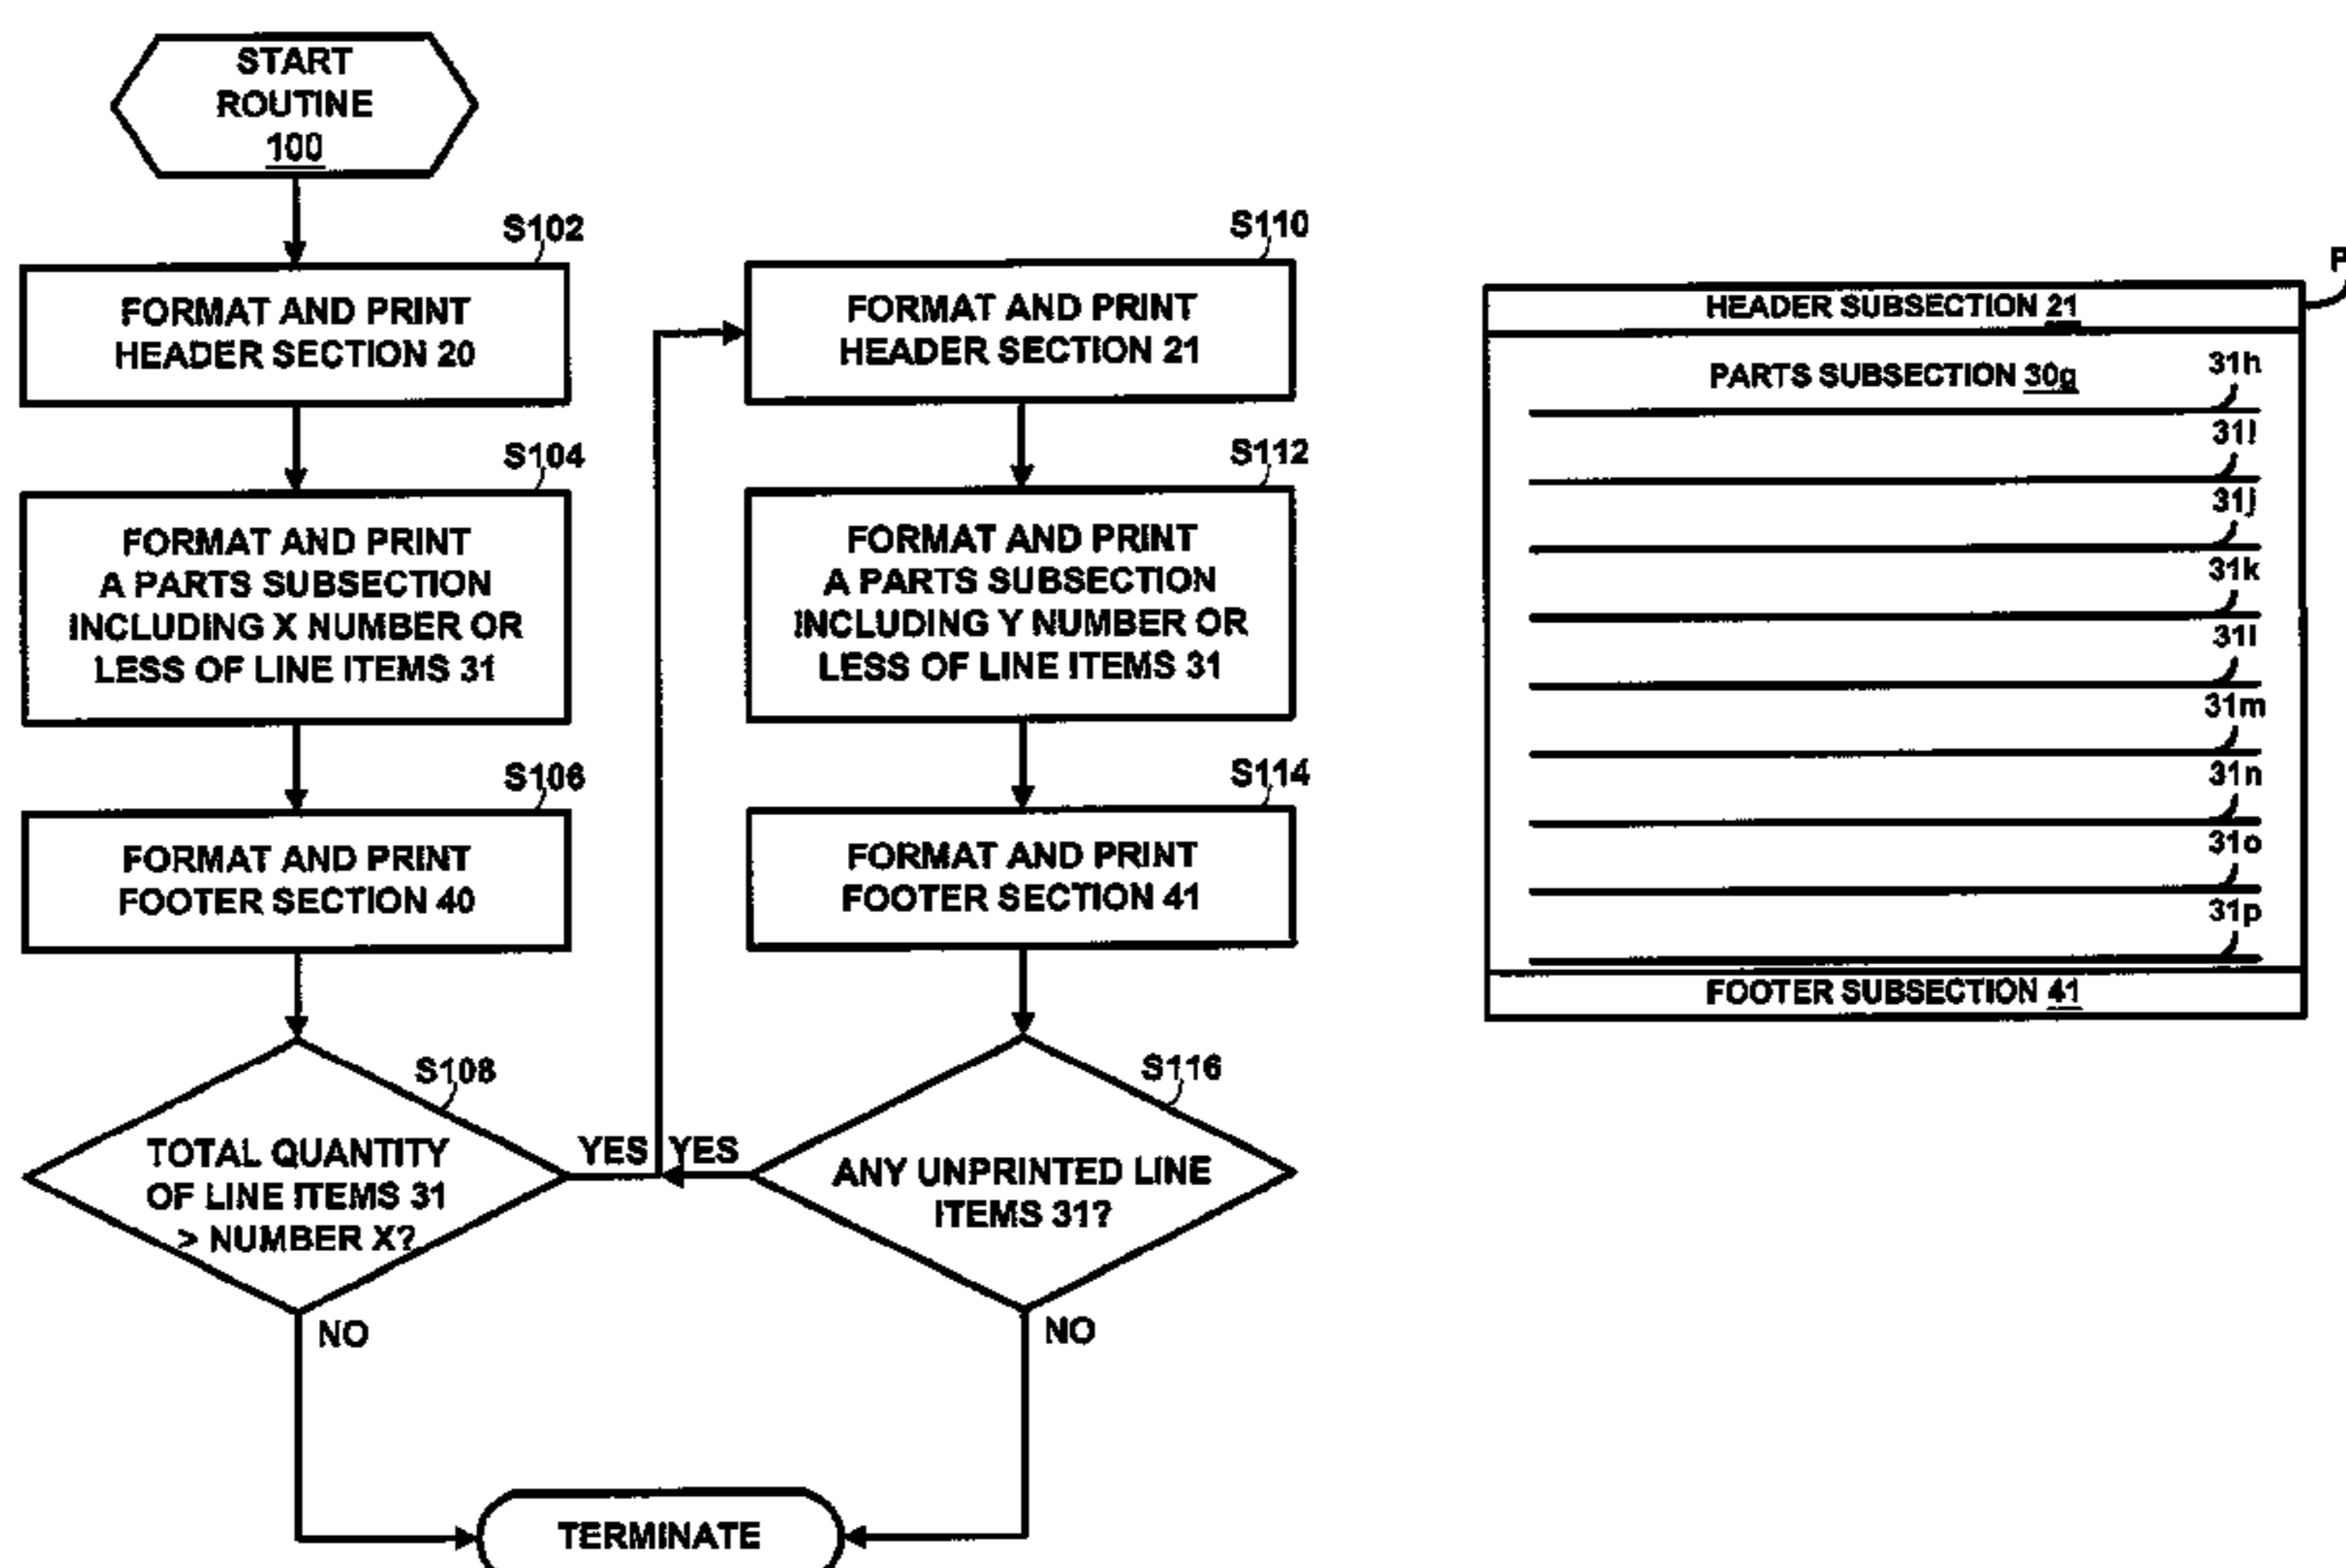 START
ROUTINE
100
S102
FORMAT AND PRINT
HEADER SECTION 20
S104
FORMAT AND PRINT
A PARTS SUBSECTION
INCLUDING X NUMBER OR
LESS OF LINE ITEMS 31
S106
FORMAT AND PRINT
FOOTER SECTION 40
S108
TOTAL QUANTITY
OF LINE ITEMS 31
> NUMBER X?
YES
NO
S110
FORMAT AND PRINT
HEADER SECTION 21
S112
FORMAT AND PRINT
A PARTS SUBSECTION
INCLUDING Y NUMBER OR
LESS OF LINE ITEMS 31
S114
FORMAT AND PRINT
FOOTER SECTION 41
S116
ANY UNPRINTED LINE
ITEMS 31?
YES
NO
TERMINATE
HEADER SUBSECTION 21
PARTS SUBSECTION 30g
31h
31i
31j
31k
31l
31m
31n
31o
31p
FOOTER SUBSECTION 41